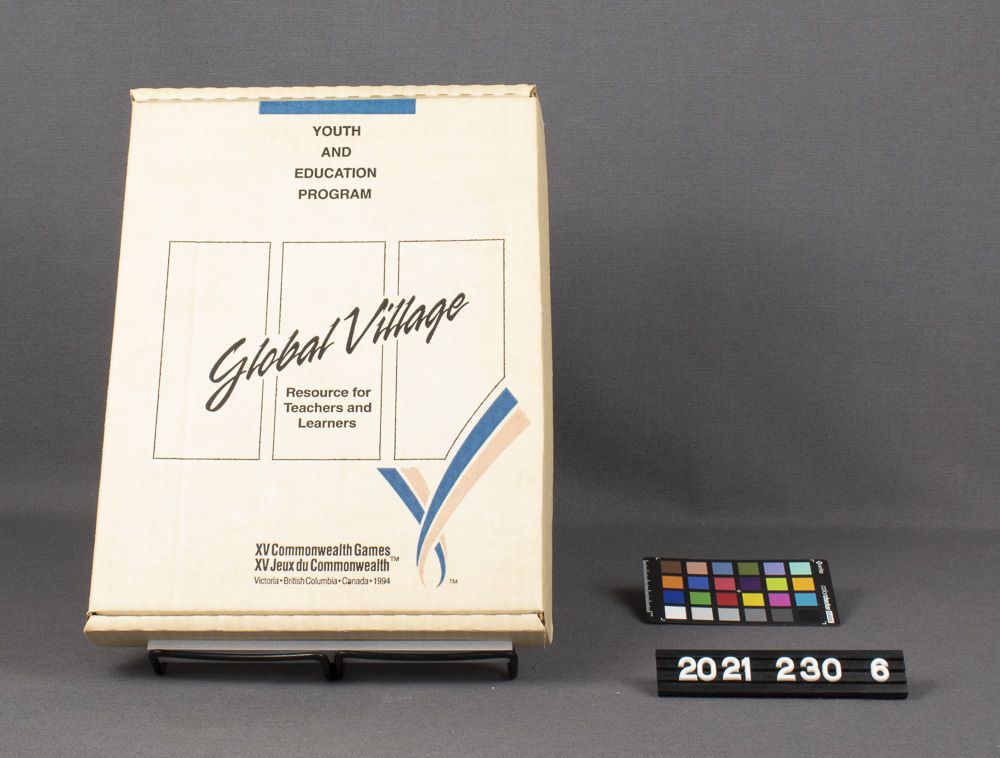 YOUTH
AND
EDUCATION
PROGRAM
Global Village
Resource for
Teachers and
Learners
XV Commonwealth Games
XV Jeux du Commonwealth™
Victoria • British Columbia • Canada • 1994
TM
2021 230 6